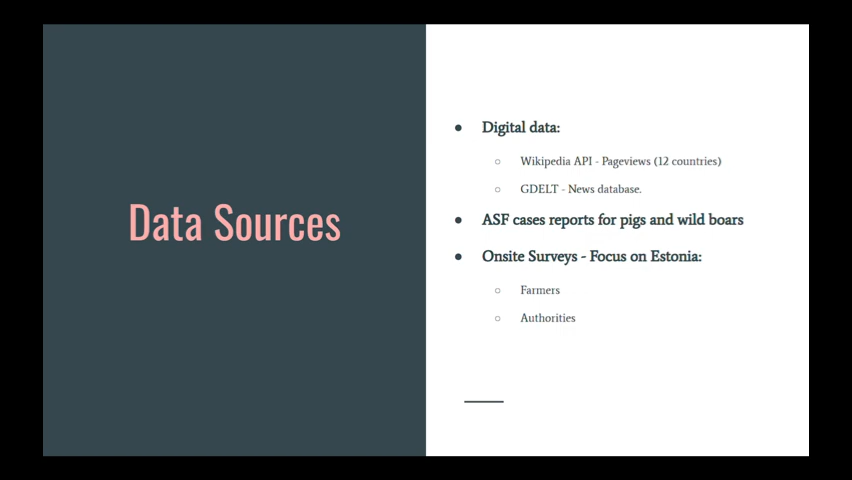 Data Sources
● Digital data:
○ Wikipedia API - Pageviews (12 countries)
○ GDELT - News database.
● ASF cases reports for pigs and wild boars
● Onsite Surveys - Focus on Estonia:
○ Farmers
○ Authorities